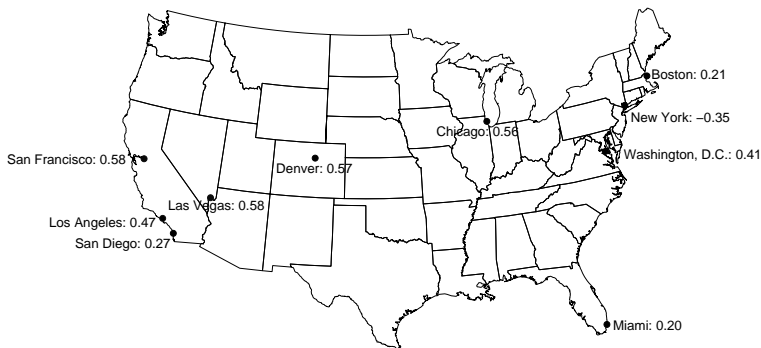 Boston: 0.21
New York: −0.35
Chicago: 0.56
Washington, D.C.: 0.41
San Francisco: 0.58
Denver: 0.57
Las Vegas: 0.58
Los Angeles: 0.47
San Diego: 0.27
Miami: 0.20